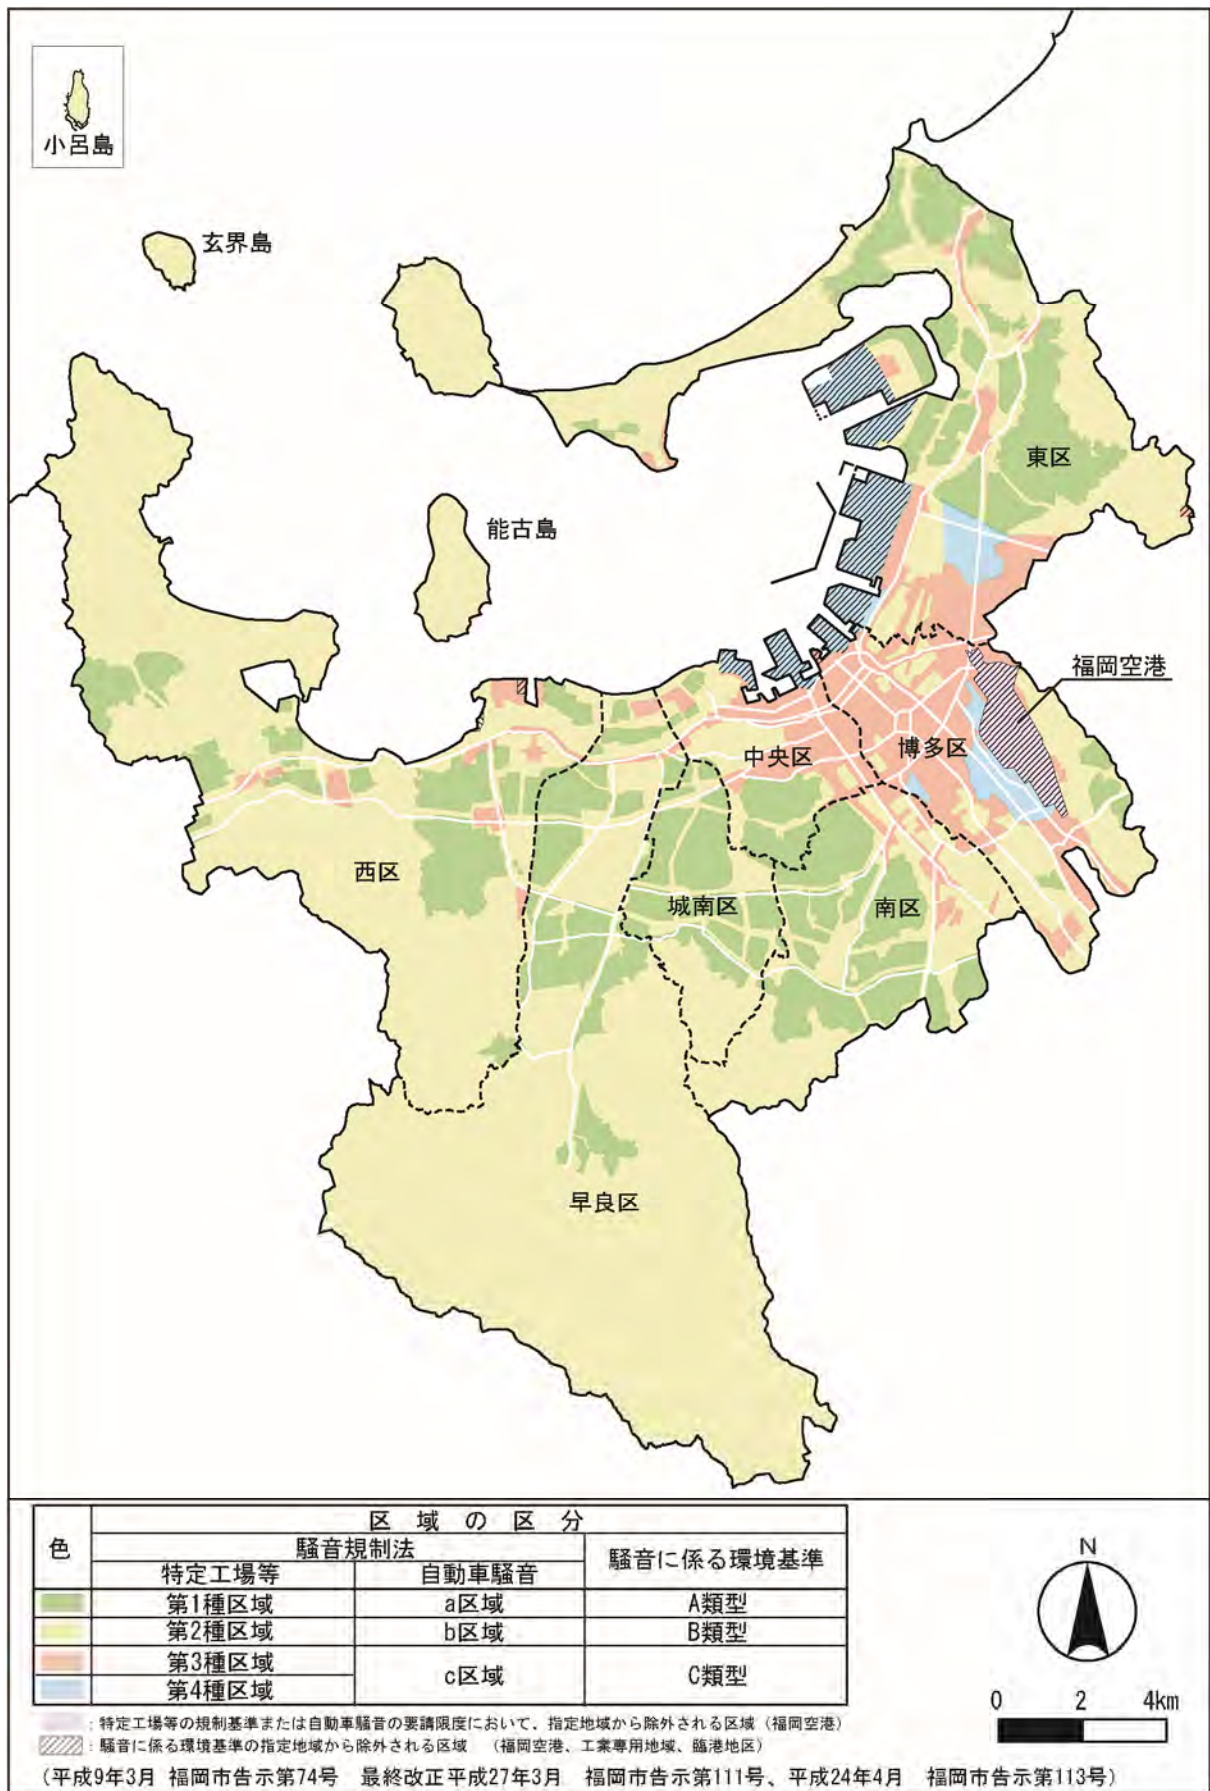 小呂島
玄界島
東区
能古島
福岡空港
中央区
博多区
西区
城南区
南区
早良区
色
区域の区分
騒音規制法
騒音に係る環境基準
特定工場等
自動車騒音
第1種区域
a区域
A類型
第2種区域
b区域
B類型
第3種区域
c区域
C類型
第4種区域
N
0 2 4km
：特定工場等の規制基準または自動車騒音の要請限度において、指定地域から除外される区域（福岡空港）
：騒音に係る環境基準の指定地域から除外される区域　（福岡空港、工業専用地域、臨港地区）
（平成9年3月　福岡市告示第74号　最終改正平成27年3月　福岡市告示第111号、平成24年4月　福岡市告示第113号）